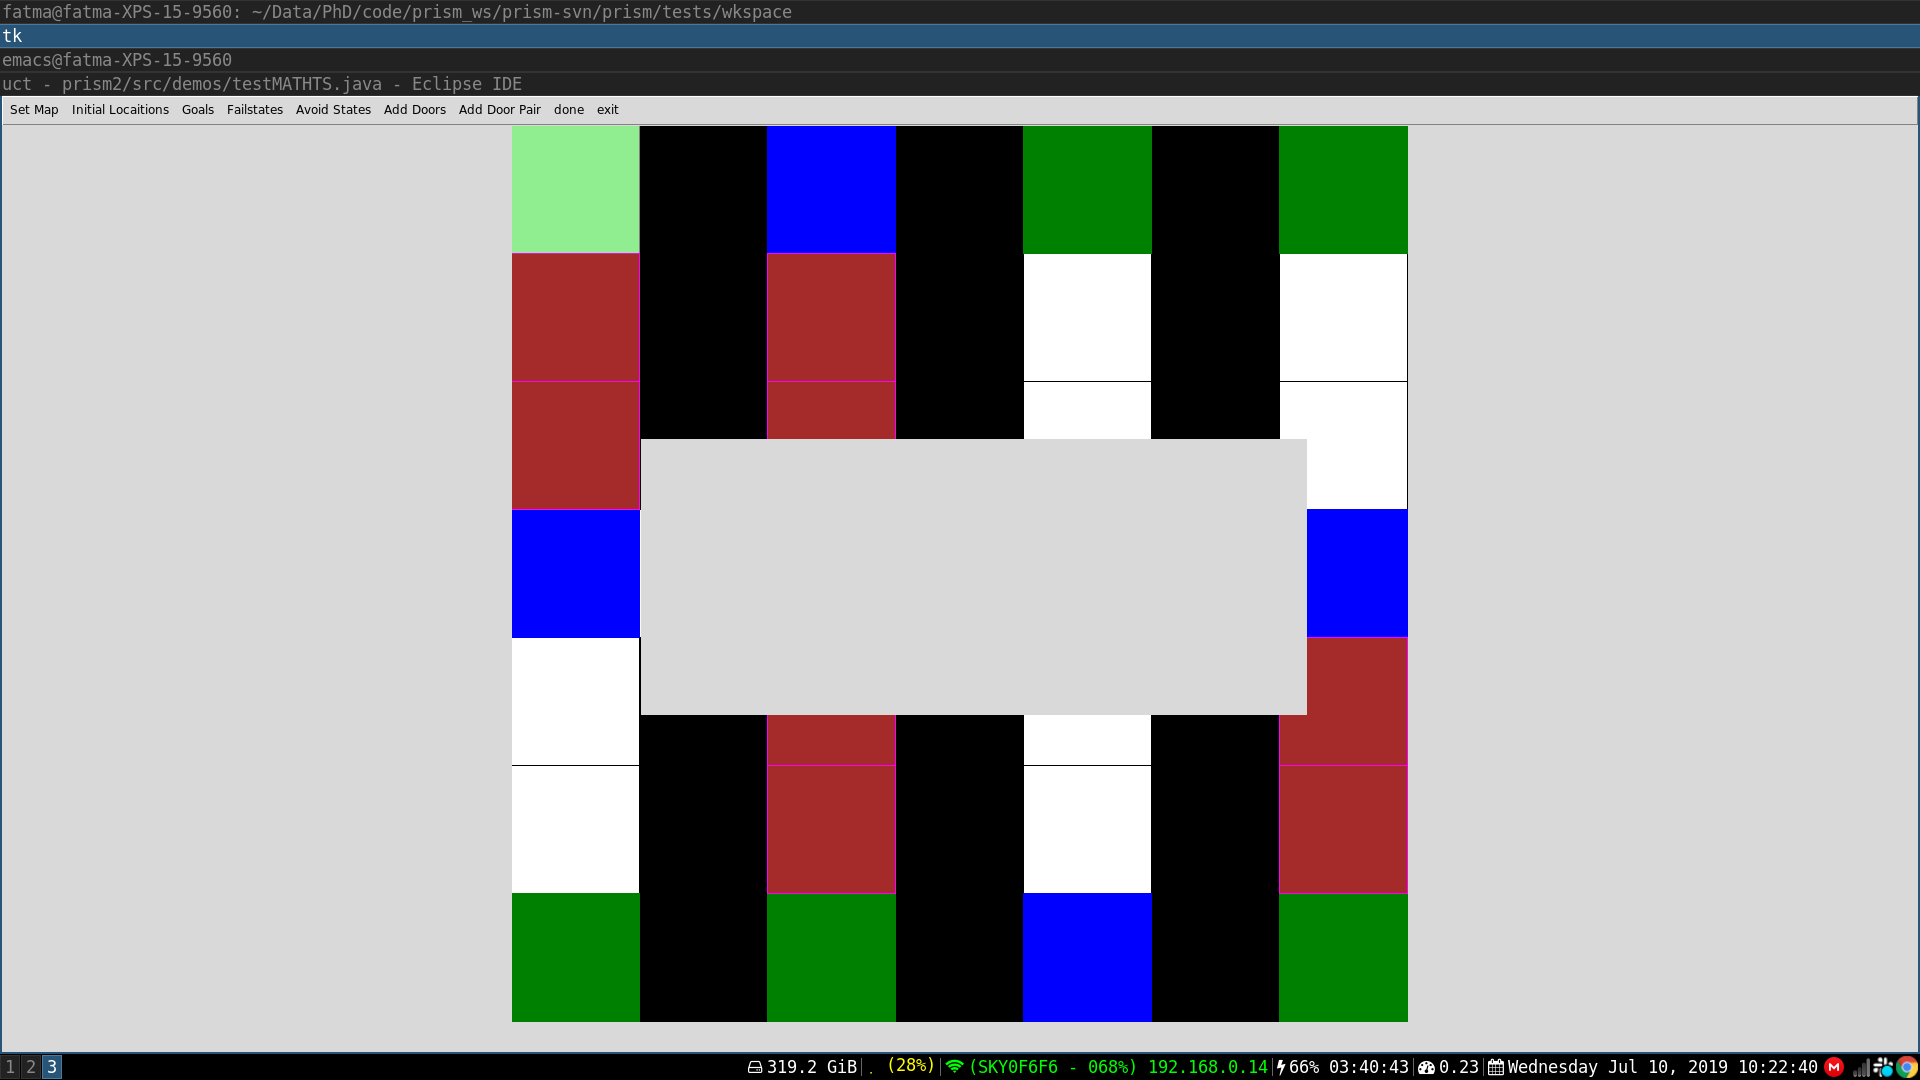 fatma@fatma-XPS-15-9560: ~/Data/PhD/code/prism_ws/prism-svn/prism/tests/wkspace
tk
emacs@fatma-XPS-15-9560
uct - prism2/src/demos/testMATHTS.java - Eclipse IDE
Set Map Initial Locaitions Goals Failstates Avoid States Add Doors Add Door Pair done exit
1 2 3 319.2 GiB| . (28%)| (SKY0F6F6 - 068%) 192.168.0.14| 66% 03:40:43| 0.23| Wednesday Jul 10, 2019 10:22:40